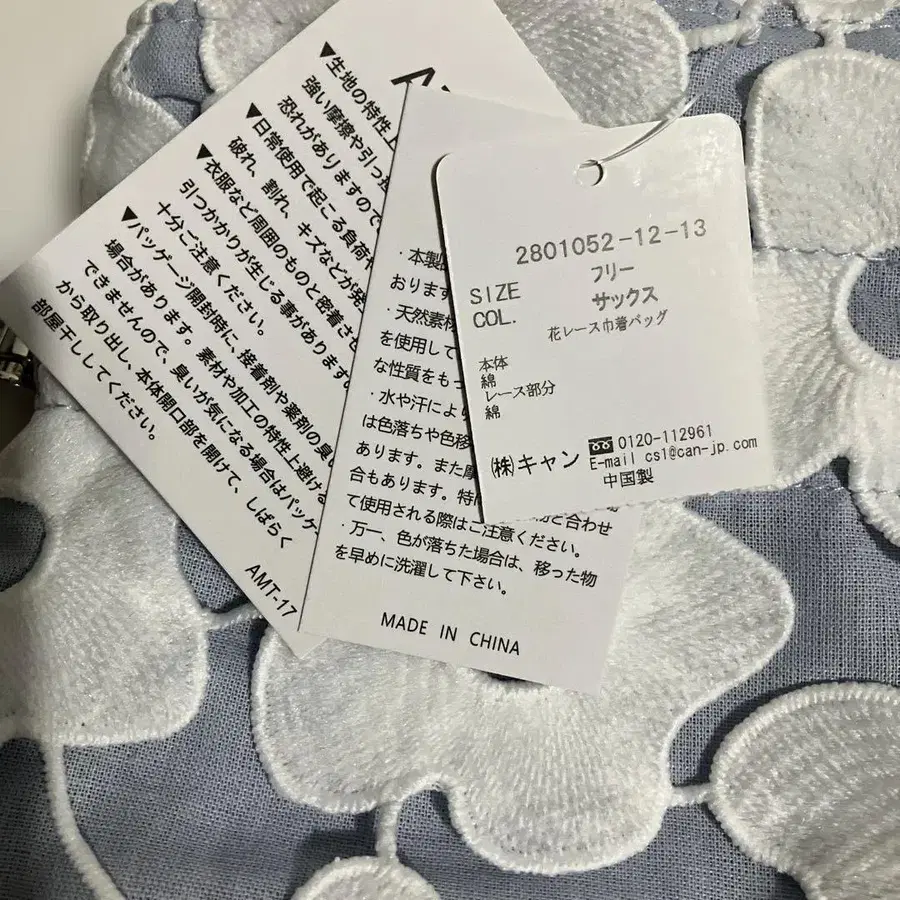 ▼生地の特性上
強い摩擦や引っ
恐れがありますので
▼日常使用で起こる負荷
破れ、割れ、キズなどが発
▼衣服など周囲のものと密着させ
引つかかりが生じる事があります
十分ご注意ください。
▼パッケージ開封時に、接着剤や薬剤の臭い
場合があります。素材や加工の特性上避ける
できませんので、臭いが気になる場合はパッケ
から取り出し、本体開口部を開けて、しばらく
部屋干ししてください。
AMT-17
・本製
おります
・天然素材
を使用して
な性質をもっ
・水や汗により
は色落ちや色移
あります。また摩
合もあります。特に
と合わせ
て使用される際はご注意ください。
・万一、色が落ちた場合は、移った物
を早めに洗濯して下さい。
MADE IN CHINA
2801052-12-13
SIZE フリー
COL. サックス
花レース巾着バッグ
本体
綿
レース部分
綿
㈱キャン 0120-112961
E-mail cs1@can-jp.com
中国製